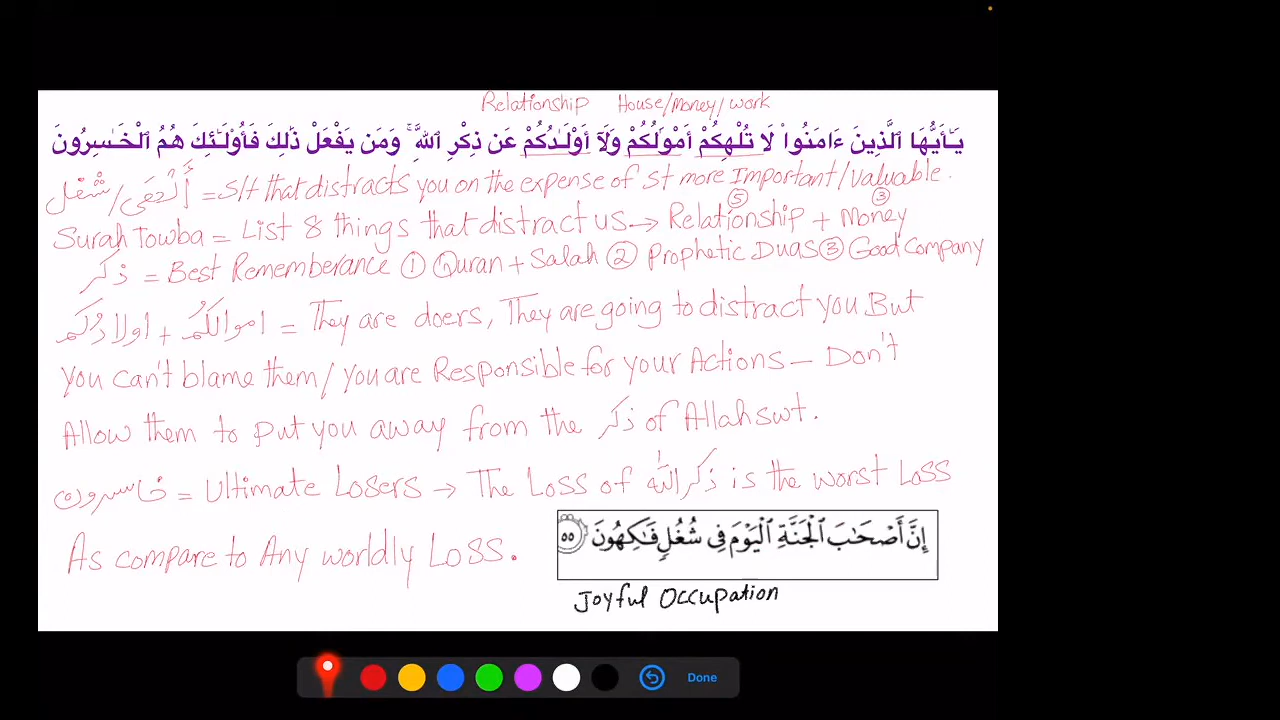 Relationship House/Money/work
يَـٰٓأَيُّهَا ٱلَّذِينَ ءَامَنُوا۟ لَا تُلْهِكُمْ أَمْوَٰلُكُمْ وَلَآ أَوْلَـٰدُكُمْ عَن ذِكْرِ ٱللَّهِ ۚ وَمَن يَفْعَلْ ذَٰلِكَ فَأُو۟لَـٰٓئِكَ هُمُ ٱلْخَـٰسِرُونَ
ألهى/شغل = S/t that distracts you on the expense of st more Important/valuable.
⑤ ③
Surah Towba = List 8 things that distract us → Relationship + Money
ذكر = Best Rememberance ① Quran + Salah ② Prophetic Duas ③ Good Company
اموالكم + اولادكم = They are doers, They are going to distract you But
You can't blame them/you are Responsible for your Actions – Don't
Allow them to put you away from the ذكر of Allah swt.
خاسرون = Ultimate Losers → The Loss of ذكر الله is the worst Loss
As compare to Any worldly Loss.
إِنَّ أَصْحَـٰبَ ٱلْجَنَّةِ ٱلْيَوْمَ فِى شُغُلٍ فَـٰكِهُونَ ٥٥
Joyful Occupation
Done